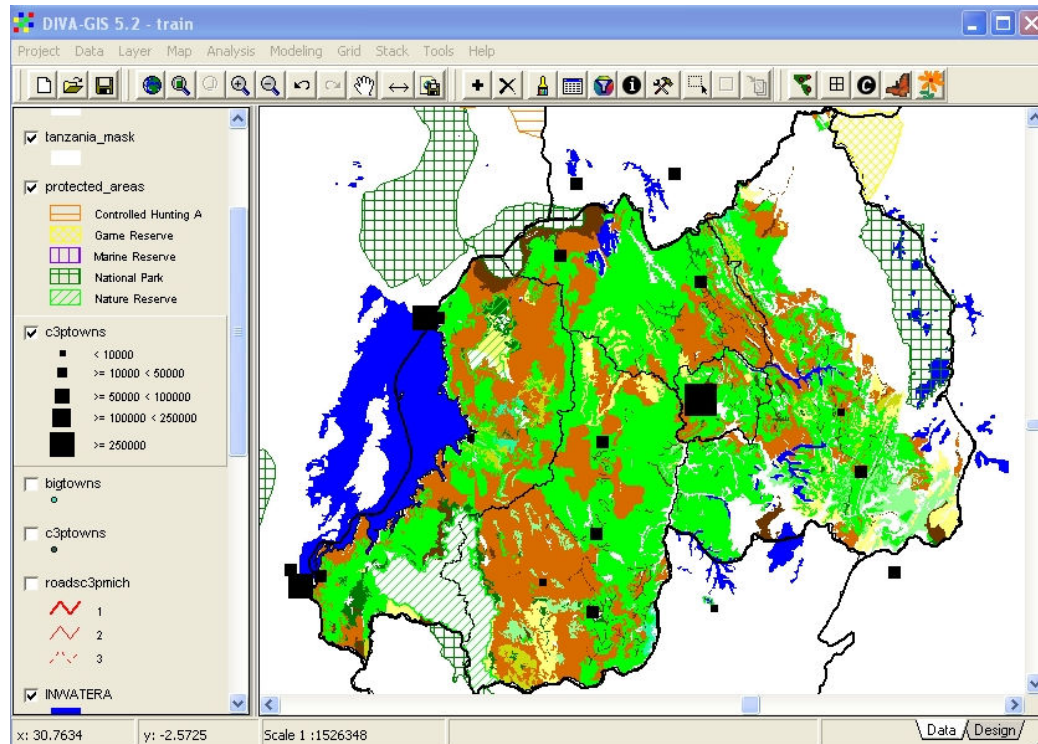 DIVA-GIS 5.2 - train
Project Data Layer Map Analysis Modeling Grid Stack Tools Help
tanzania_mask
protected_areas
Controlled Hunting A
Game Reserve
Marine Reserve
National Park
Nature Reserve
c3ptowns
< 10000
>= 10000 < 50000
>= 50000 < 100000
>= 100000 < 250000
>= 250000
bigtowns
c3ptowns
roadsc3pmich
1
2
3
INWATERA
x: 30.7634 y: -2.5725 Scale 1 :1526348 Data Design